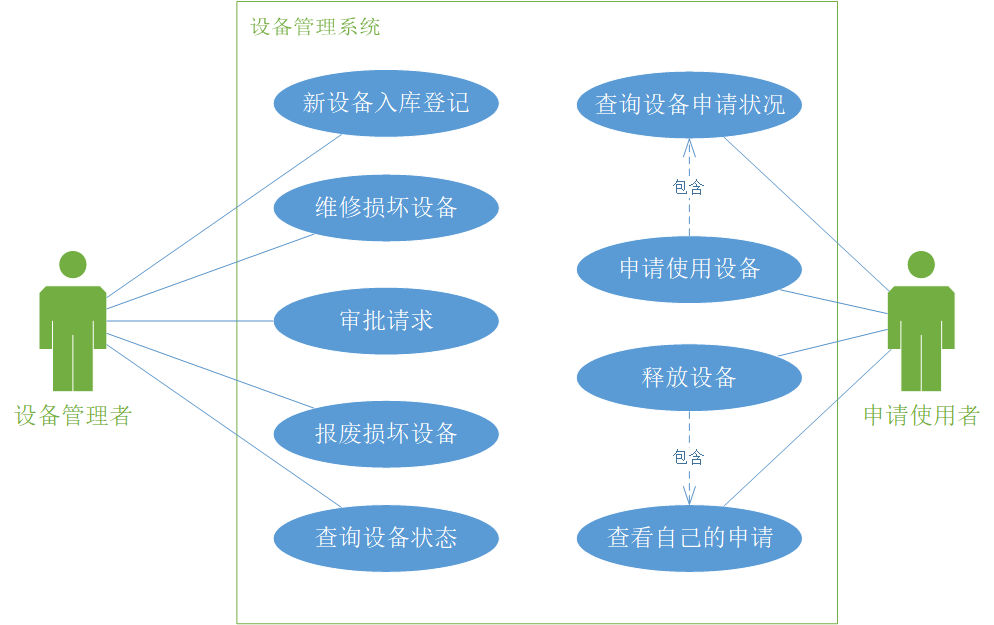 设备管理系统
新设备入库登记
查询设备申请状况
包含
维修损坏设备
申请使用设备
审批请求
释放设备
设备管理者
申请使用者
报废损坏设备
包含
查询设备状态
查看自己的申请